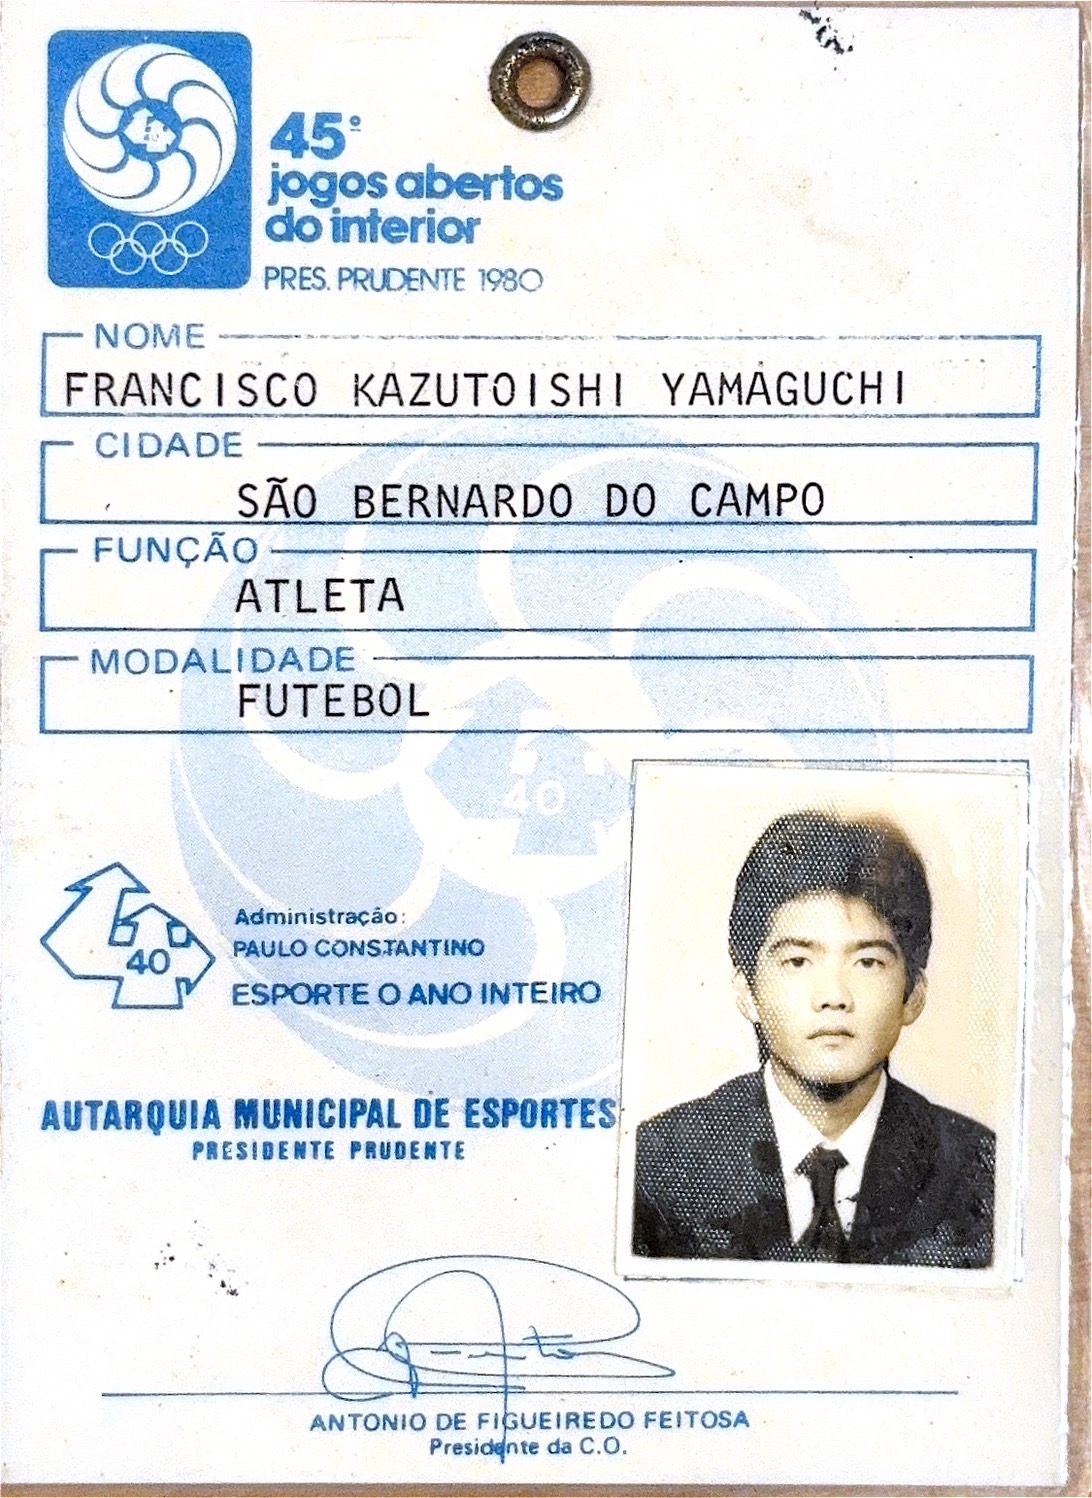 45º
jogos abertos
do interior
PRES. PRUDENTE 1980
NOME
FRANCISCO KAZUTOISHI YAMAGUCHI
CIDADE
SÃO BERNARDO DO CAMPO
FUNÇÃO
ATLETA
MODALIDADE
FUTEBOL
40
40
Administração:
PAULO CONSTANTINO
ESPORTE O ANO INTEIRO
AUTARQUIA MUNICIPAL DE ESPORTES
PRESIDENTE PRUDENTE
ANTONIO DE FIGUEIREDO FEITOSA
Presidente da C.O.